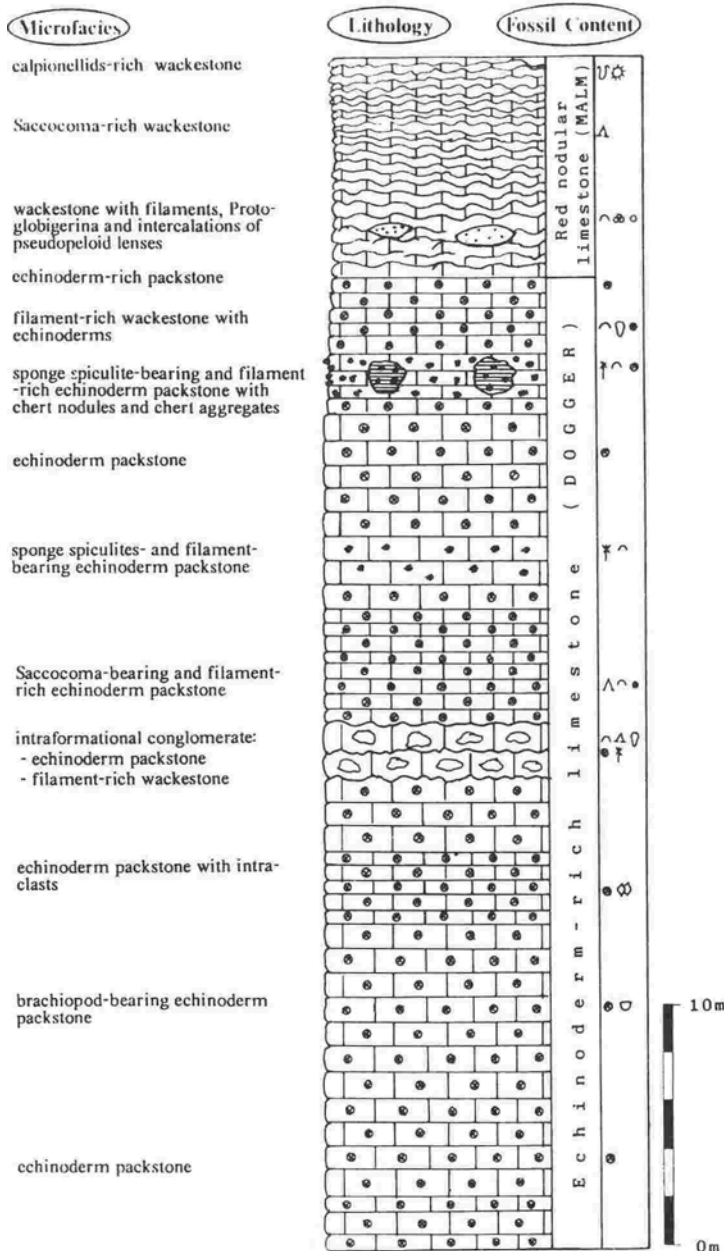 Microfacies
Lithology
Fossil Content
calpionellids-rich wackestone
Saccocoma-rich wackestone
wackestone with filaments, Proto-
globigerina and intercalations of
pseudopeloid lenses
echinoderm-rich packstone
filament-rich wackestone with
echinoderms
sponge spiculite-bearing and filament
-rich echinoderm packstone with
chert nodules and chert aggregates
echinoderm packstone
sponge spiculites- and filament-
bearing echinoderm packstone
Saccocoma-bearing and filament-
rich echinoderm packstone
intraformational conglomerate:
- echinoderm packstone
- filament-rich wackestone
echinoderm packstone with intra-
clasts
brachiopod-bearing echinoderm
packstone
echinoderm packstone
Red nodular
limestone (MALM)
Echinoderm-rich limestone (DOGGER)
10m
0m